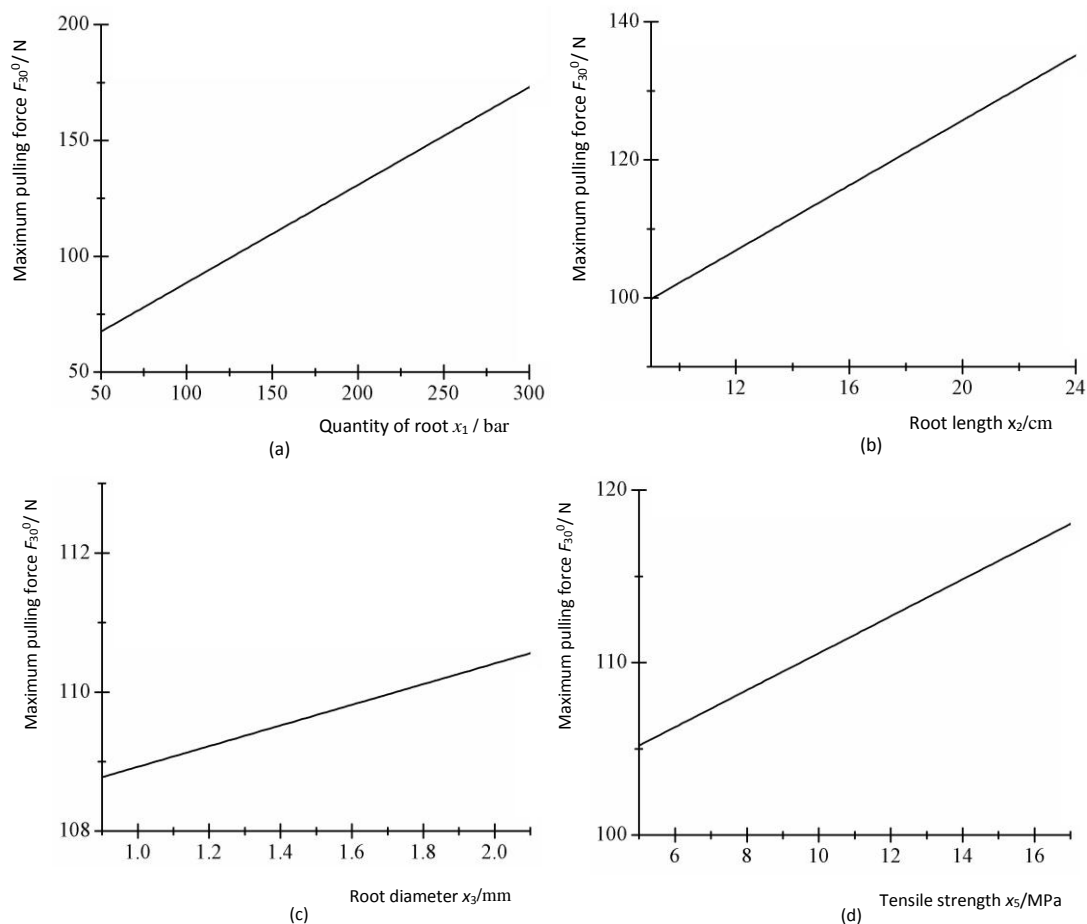 Maximum pulling force F₃₀⁰/ N
200
150
100
50
50 100 150 200 250 300
Quantity of root x₁ / bar
(a)
Maximum pulling force F₃₀⁰/ N
140
120
100
12 16 20 24
Root length x₂/cm
(b)
Maximum pulling force F₃₀⁰/ N
112
110
108
1.0 1.2 1.4 1.6 1.8 2.0
Root diameter x₃/mm
(c)
Maximum pulling force F₃₀⁰/ N
120
110
100
6 8 10 12 14 16
Tensile strength x₅/MPa
(d)